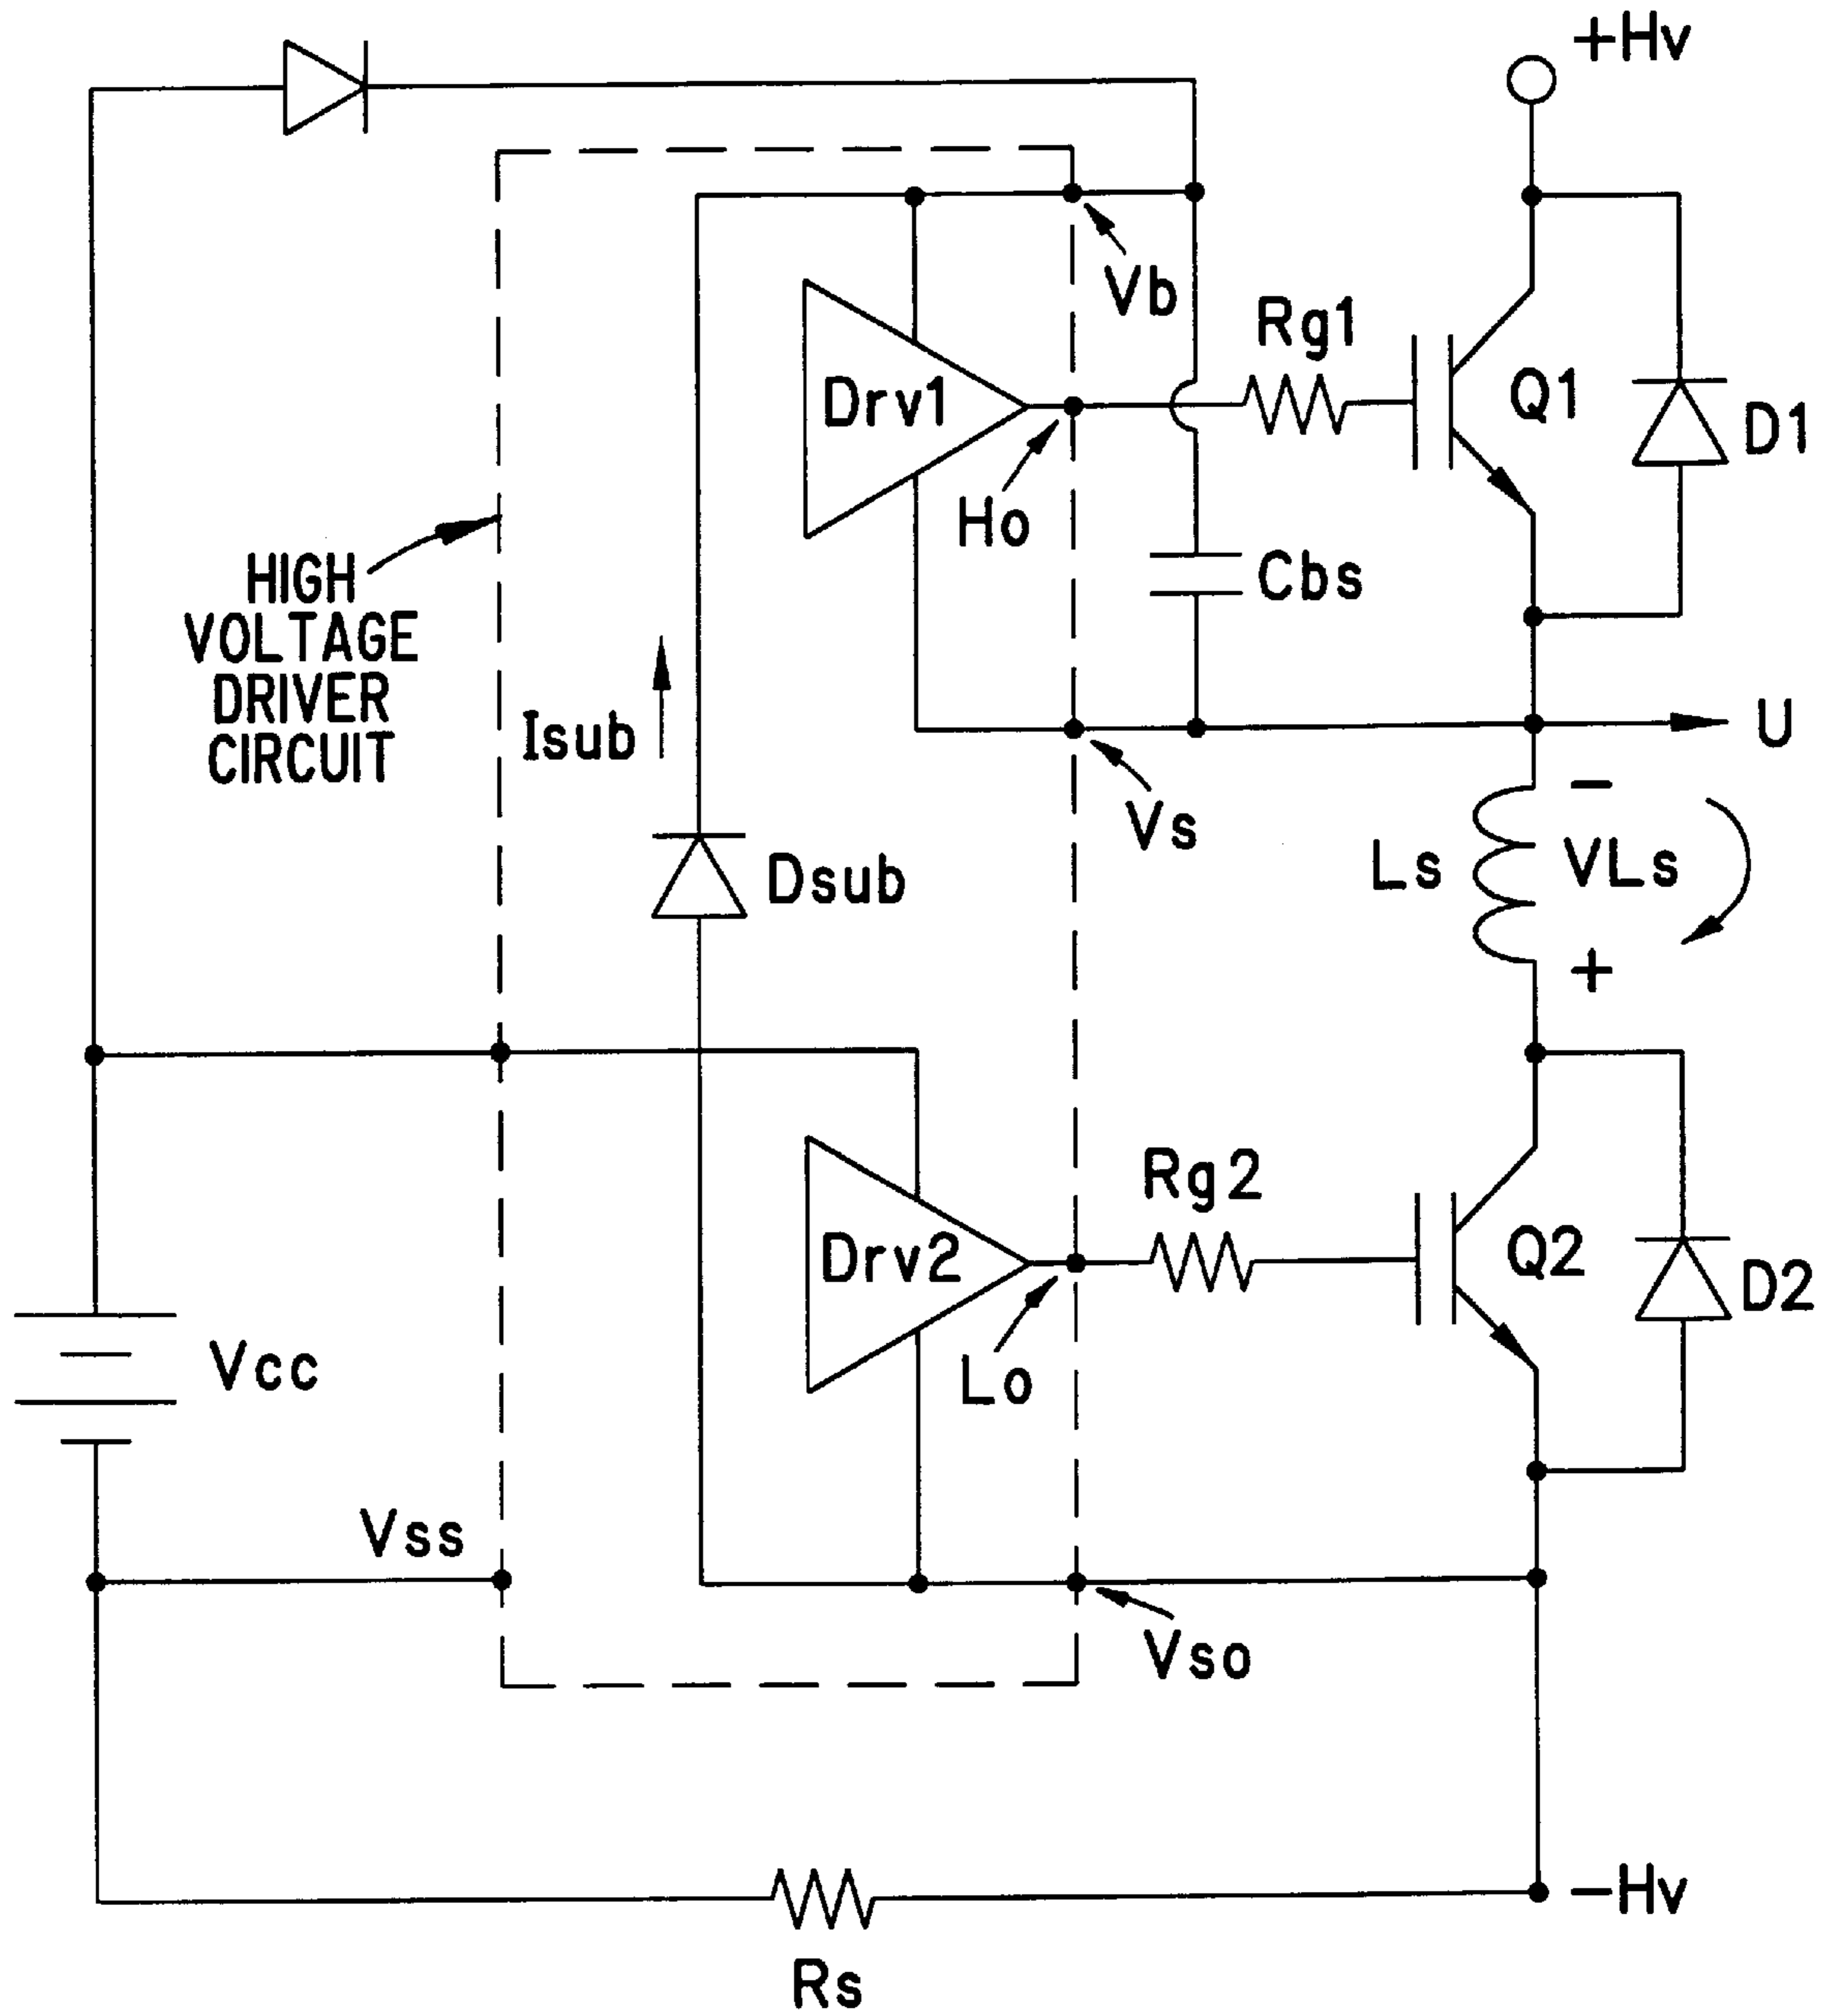 +Hv
Vb
Rg1
Drv1
Q1
D1
Ho
HIGH
VOLTAGE
DRIVER
CIRCUIT
Cbs
Isub
U
Vs
-
Ls
VLs
Dsub
+
Rg2
Drv2
Q2
D2
Lo
Vcc
Vss
Vso
-Hv
Rs